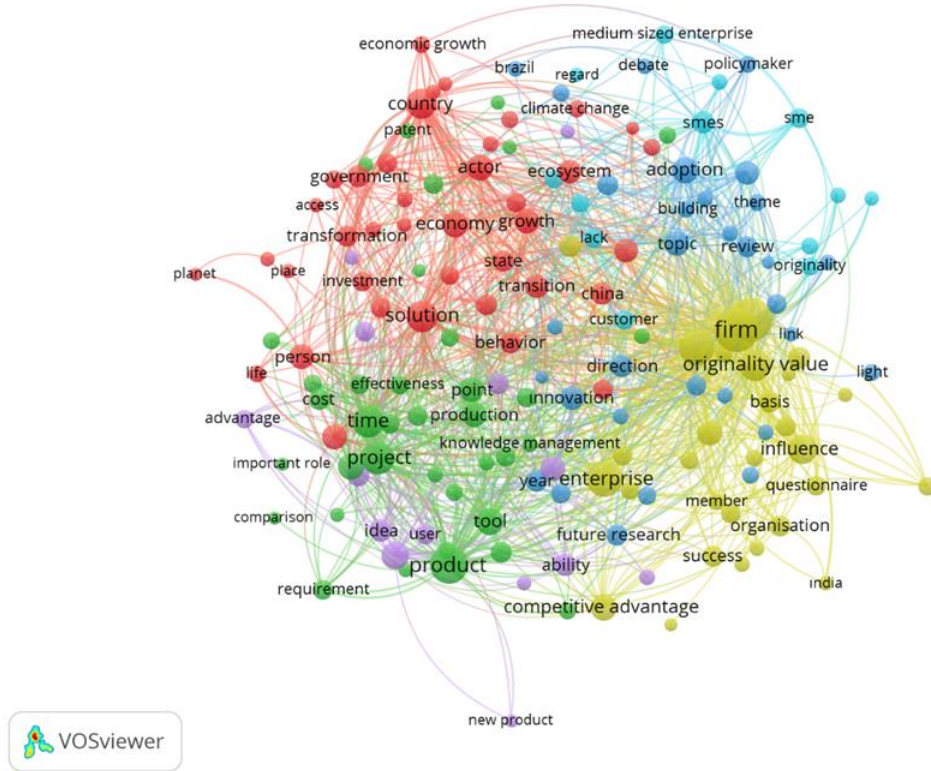 economic growth
medium sized enterprise
brazil
regard
debate
policymaker
country
climate change
patent
smes
sme
government
actor
ecosystem
adoption
access
building
theme
transformation
economy
growth
lack
topic
review
planet
place
investment
state
transition
china
originality
solution
customer
behavior
firm
link
person
direction
originality value
life
effectiveness
point
innovation
light
cost
production
basis
advantage
time
knowledge management
influence
important role
project
year
enterprise
questionnaire
member
comparison
idea
user
tool
future research
organisation
product
ability
success
requirement
india
competitive advantage
new product
VOSviewer